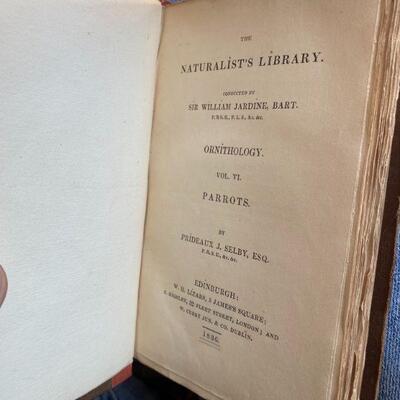 THE
NATURALIST'S LIBRARY.
CONDUCTED BY
SIR WILLIAM JARDINE, BART.
F.R.S.E., F.L.S., &c. &c.
ORNITHOLOGY.
VOL. VI.
PARROTS.
BY
PRIDEAUX J. SELBY, ESQ.
F.R.S.E., &c. &c.
EDINBURGH:
W. H. LIZARS, 3 JAMES'S SQUARE;
S. HIGHLEY, 32 FLEET STREET, LONDON; AND
W. CURRY JUN. & CO. DUBLIN.
1836.